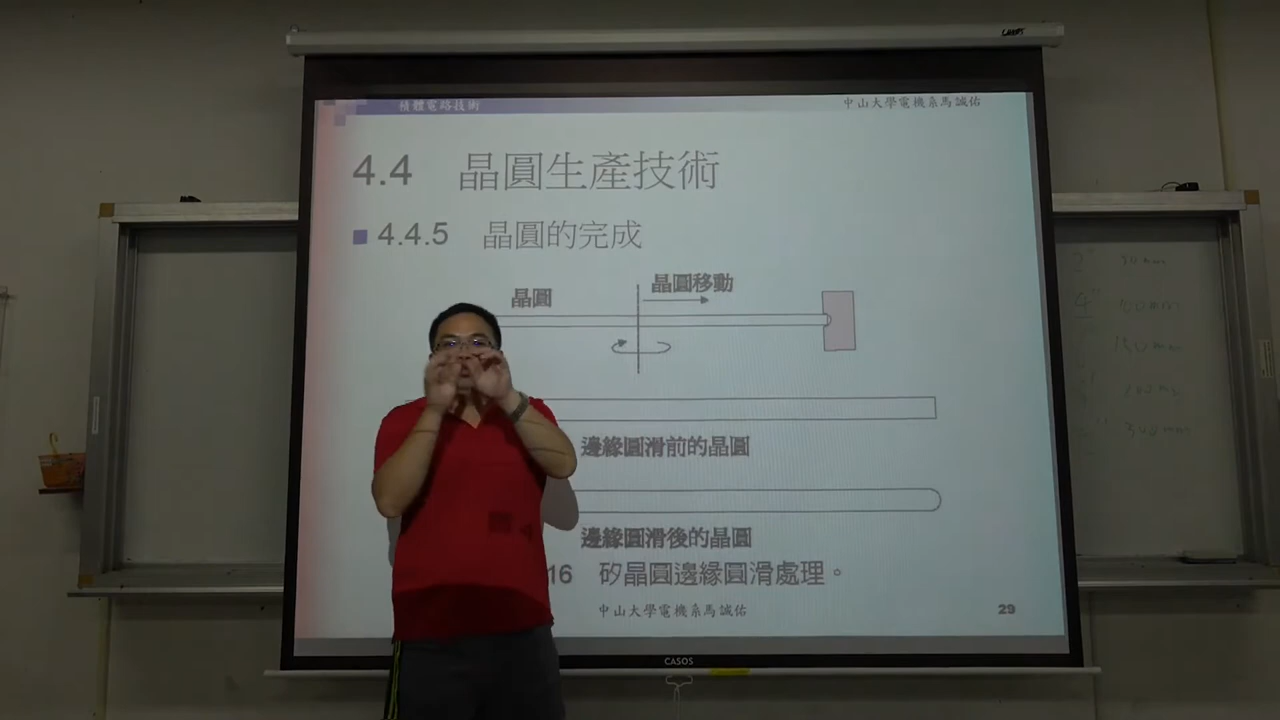 積體電路技術
中山大學電機系馬誠佑
4.4 晶圓生產技術
4.4.5 晶圓的完成
晶圓移動
晶圓
邊緣圓滑前的晶圓
邊緣圓滑後的晶圓
16 矽晶圓邊緣圓滑處理。
中山大學電機系馬誠佑
29
CASOS